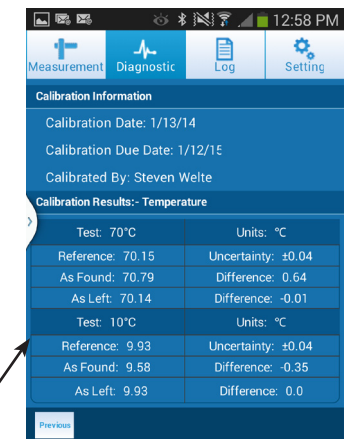 12:58 PM
Measurement Diagnostic Log Setting
Calibration Information
Calibration Date: 1/13/14
Calibration Due Date: 1/12/15
Calibrated By: Steven Welte
Calibration Results:- Temperature
Test: 70°C Units: °C
Reference: 70.15 Uncertainty: ±0.04
As Found: 70.79 Difference: 0.64
As Left: 70.14 Difference: -0.01
Test: 10°C Units: °C
Reference: 9.93 Uncertainty: ±0.04
As Found: 9.58 Difference: -0.35
As Left: 9.93 Difference: 0.0
Previous